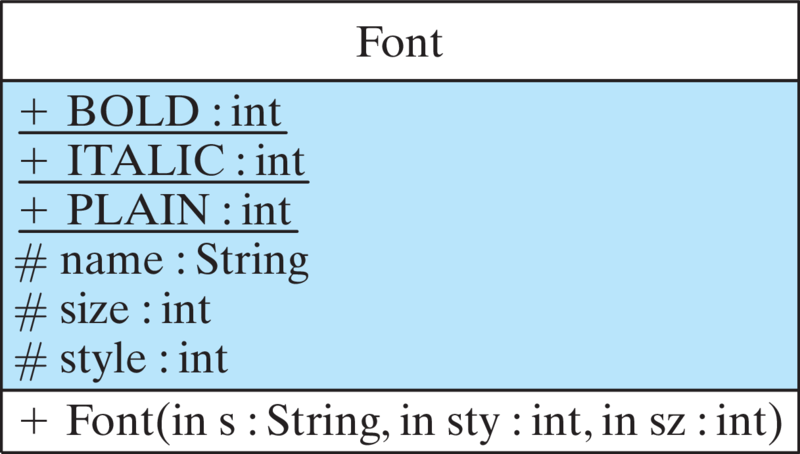 Font
+ BOLD : int
+ ITALIC : int
+ PLAIN : int
# name : String
# size : int
# style : int
+ Font(in s : String, in sty : int, in sz : int)